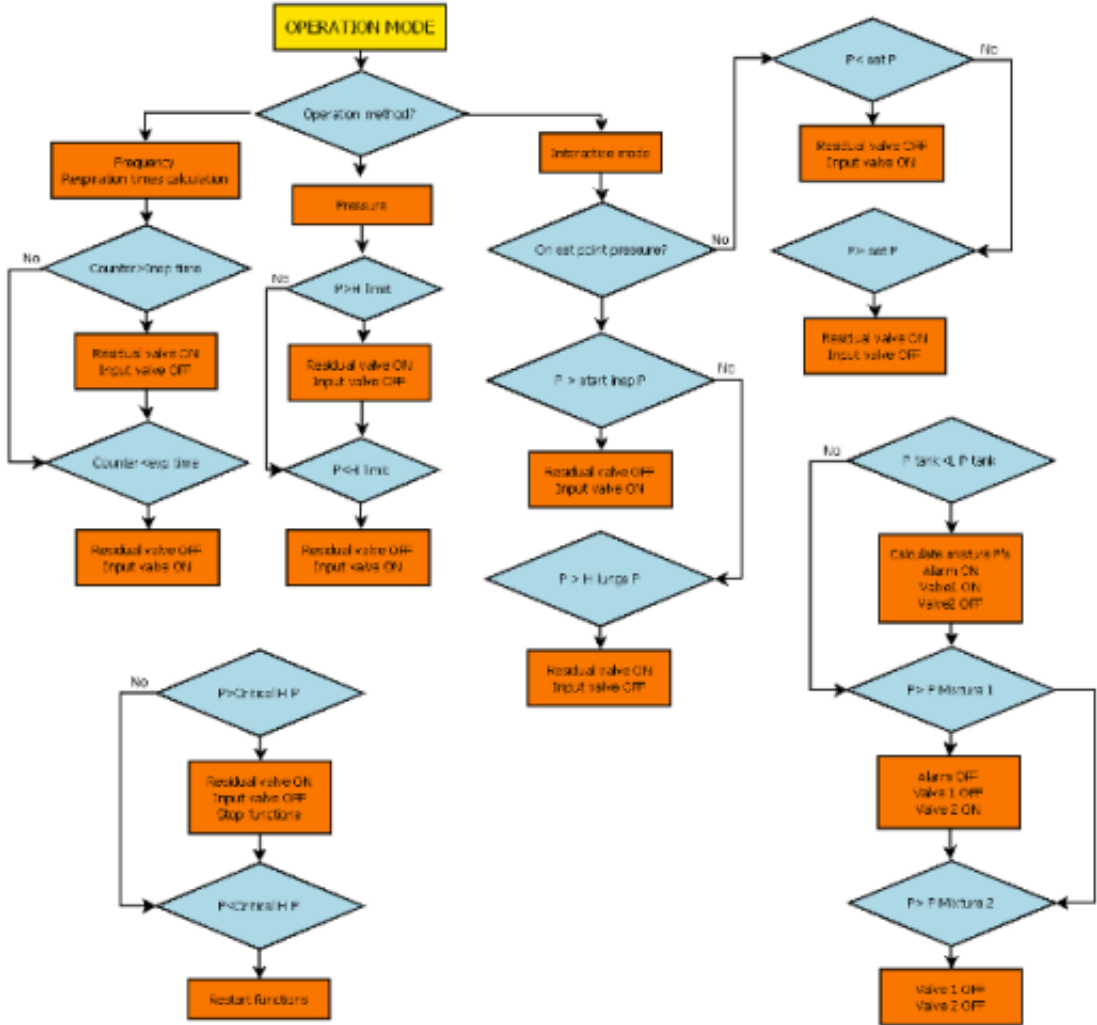 OPERATION MODE
Operation method?
Frequency
Respiration times calculation
Counter>Insp time
No
Residual valve ON
Input valve OFF
Counter<exp time
Residual valve OFF
Input valve ON
Pressure
P>H limit
No
Residual valve ON
Input valve OFF
P<H limit
Residual valve OFF
Input valve ON
Interactive mode
On set point pressure?
No
P > start insp P
No
Residual valve OFF
Input valve ON
P > H lungs P
Residual valve ON
Input valve OFF
P< set P
No
Residual valve OFF
Input valve ON
P> set P
Residual valve ON
Input valve OFF
P>Critical H P
No
Residual valve ON
Input valve OFF
Stop functions
P<Critical H P
Restart functions
P tank <L P tank
No
Calculate mixture P's
Alarm ON
Valve1 ON
Valve2 OFF
P> P Mixture 1
Alarm OFF
Valve 1 OFF
Valve 2 ON
P> P Mixture 2
Valve 1 OFF
Valve 2 OFF